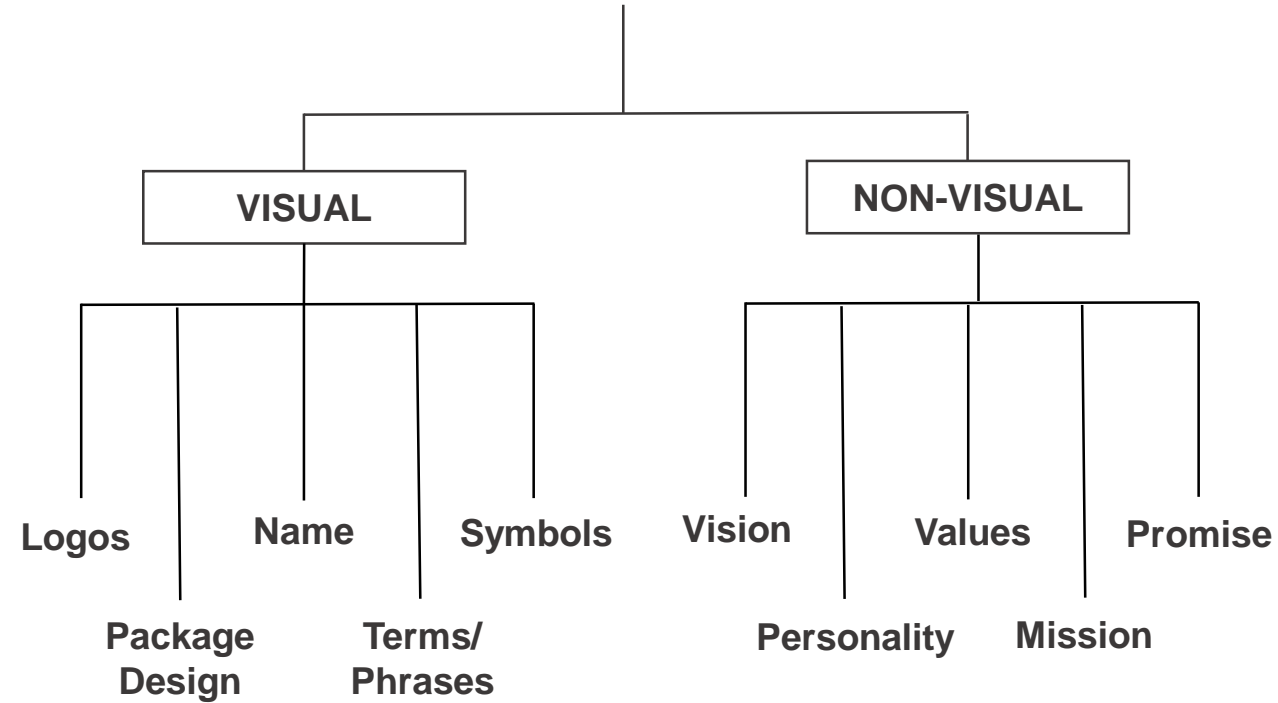 VISUAL
NON-VISUAL
Logos
Name
Symbols
Vision
Values
Promise
Package
Design
Terms/
Phrases
Personality
Mission